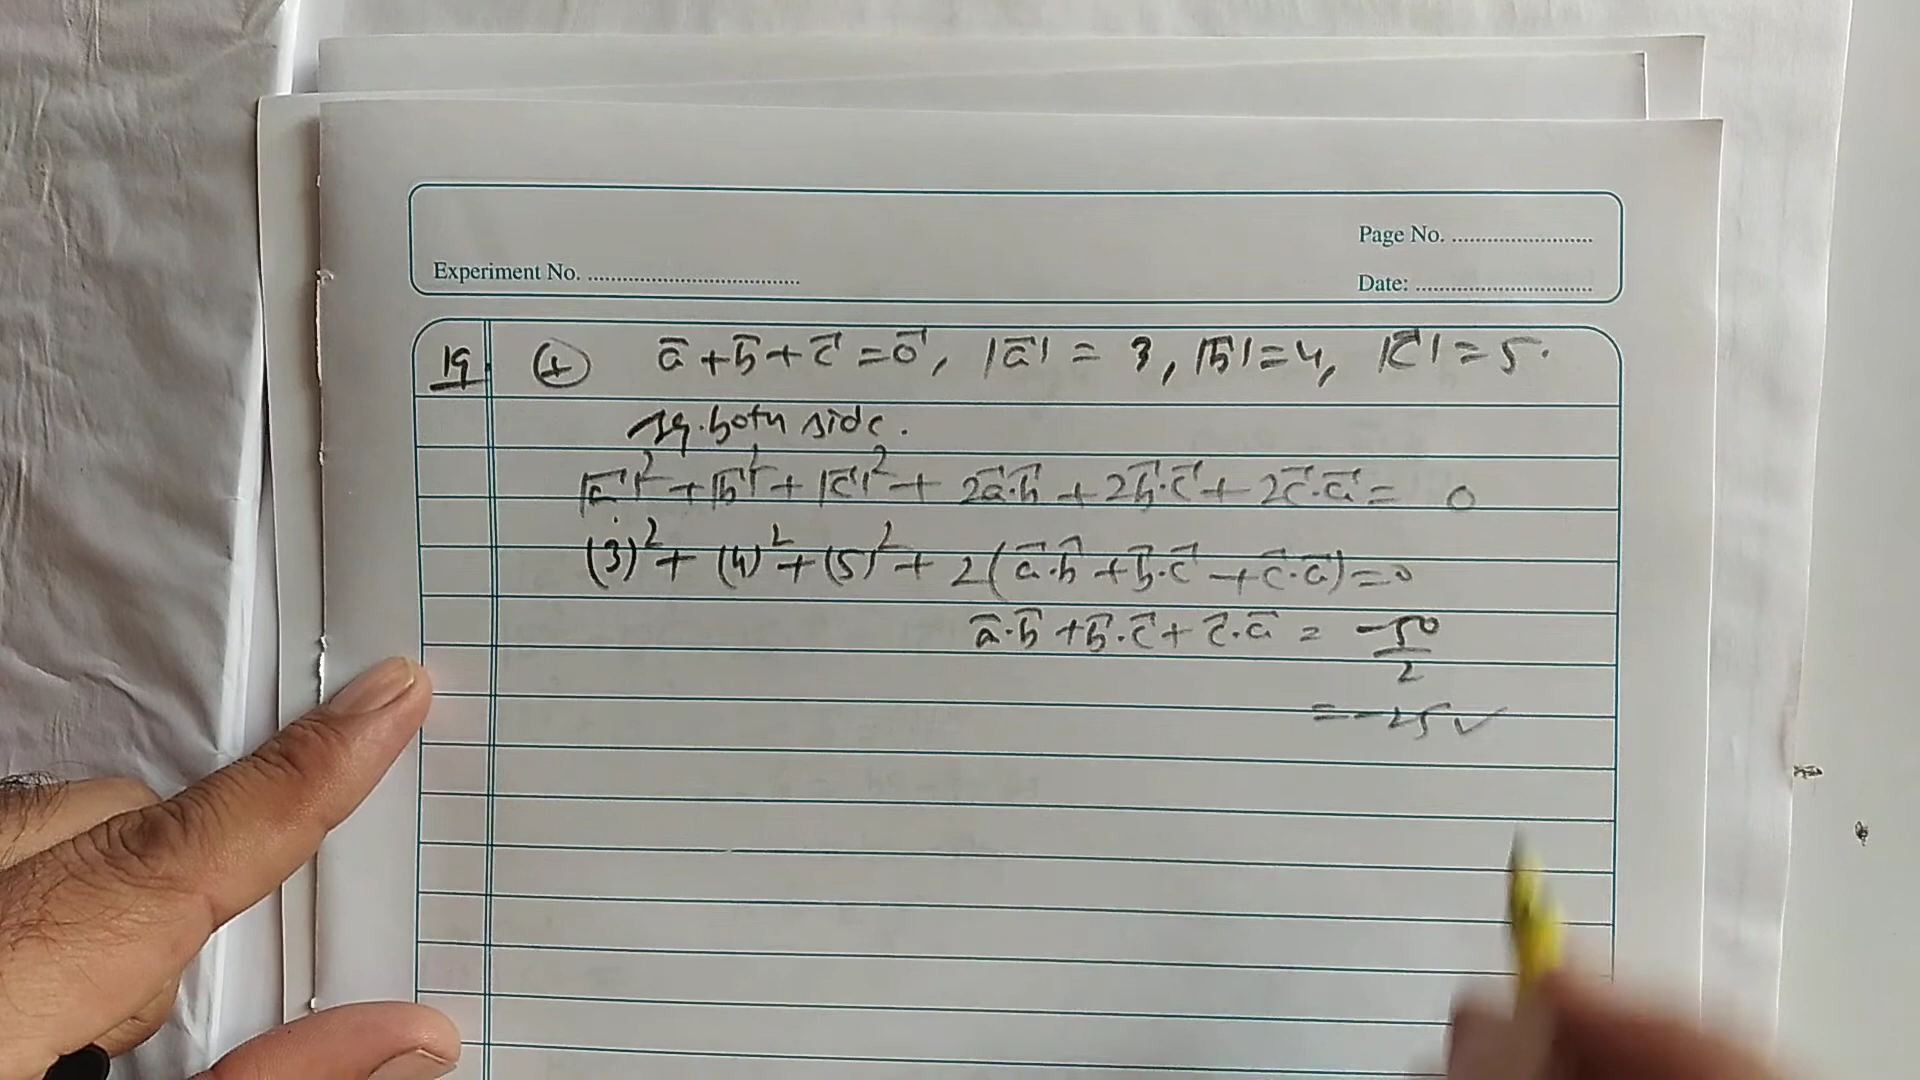 Page No. ........................
Experiment No. ....................................
Date: ..............................
19. (+) a̅ + b̅ + c⃗ = 0⃗, |a̅| = 3, |b̅| = 4, |c⃗| = 5.
sq. both side.
|a⃗|² + |b⃗|² + |c⃗|² + 2a⃗.b⃗ + 2b⃗.c⃗ + 2c⃗.a⃗ = 0
(3)² + (4)² + (5)² + 2(a⃗.b⃗ + b⃗.c⃗ + c⃗.a⃗) = 0
a⃗.b⃗ + b⃗.c⃗ + c⃗.a⃗ = -50/2
= -25 ✓